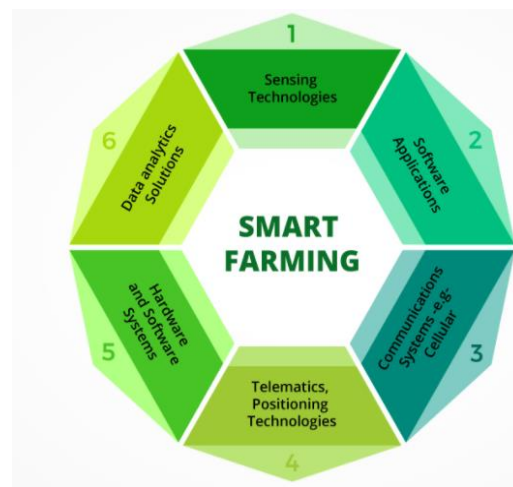 1
Sensing
Technologies
2
Software
Applications
3
Communications
Systems -e.g-
Cellular
4
Telematics,
Positioning
Technologies
5
Hardware
and Software
Systems
6
Data analytics
Solutions
SMART
FARMING